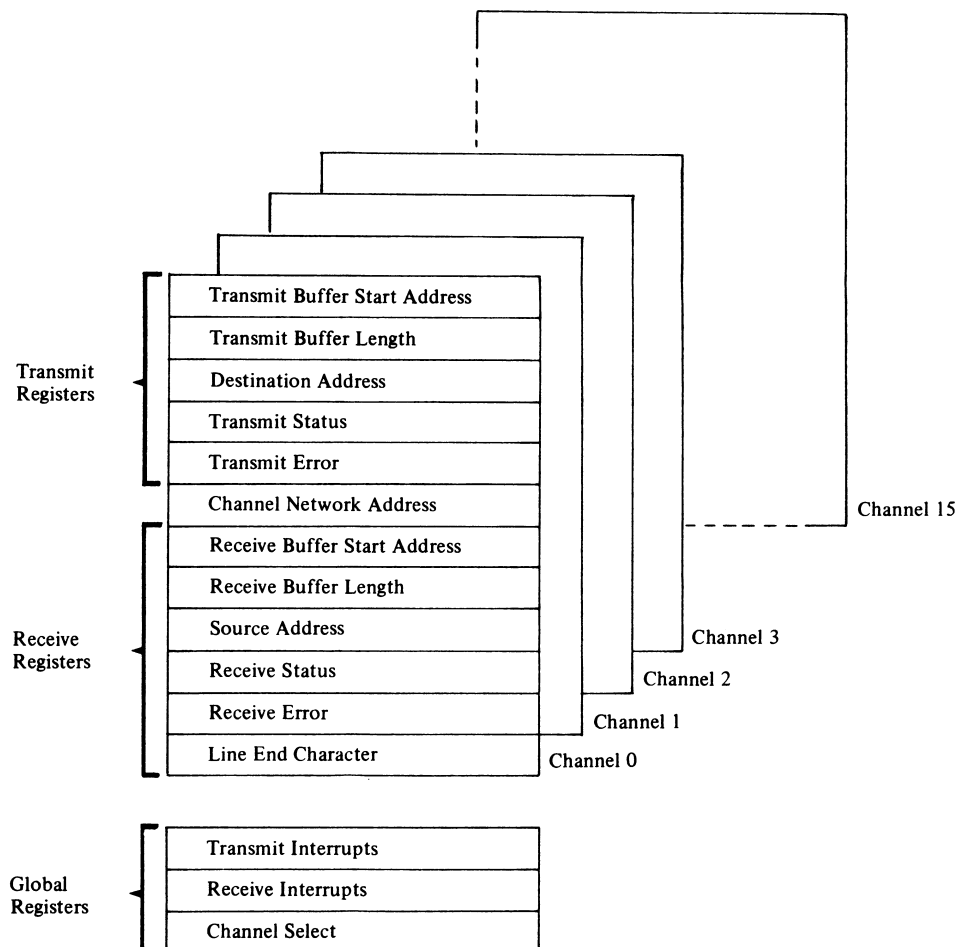 Transmit Registers
Transmit Buffer Start Address
Transmit Buffer Length
Destination Address
Transmit Status
Transmit Error
Channel Network Address
Receive Registers
Receive Buffer Start Address
Receive Buffer Length
Source Address
Receive Status
Receive Error
Line End Character
Channel 0
Channel 1
Channel 2
Channel 3
Channel 15
Global Registers
Transmit Interrupts
Receive Interrupts
Channel Select